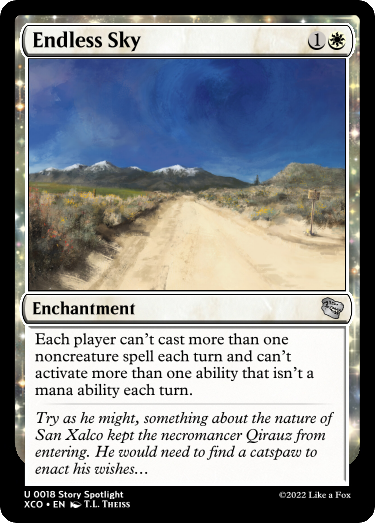 Endless Sky
1
Enchantment
Each player can't cast more than one
noncreature spell each turn and can't
activate more than one ability that isn't a
mana ability each turn.
Try as he might, something about the nature of
San Xalco kept the necromancer Qirauz from
entering. He would need to find a catspaw to
enact his wishes…
U 0018 Story Spotlight
XCO • EN T.L. Theiss
©2022 Like a Fox